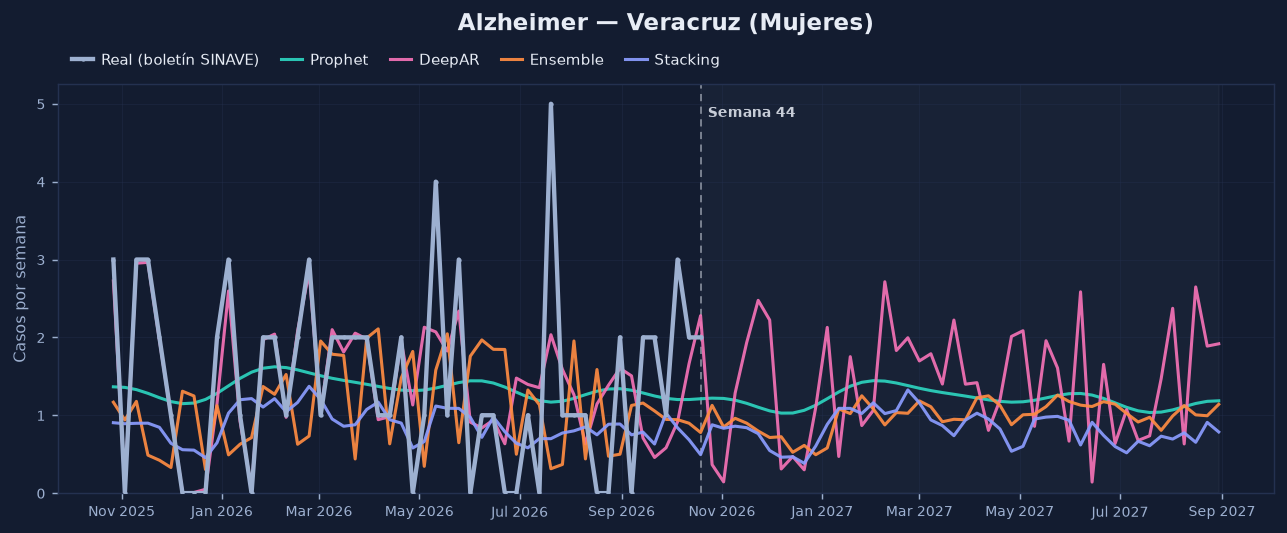 Alzheimer — Veracruz (Mujeres)
Real (boletín SINAVE) Prophet DeepAR Ensemble Stacking
Semana 44
Casos por semana
5
4
3
2
1
0
Nov 2025 Jan 2026 Mar 2026 May 2026 Jul 2026 Sep 2026 Nov 2026 Jan 2027 Mar 2027 May 2027 Jul 2027 Sep 2027